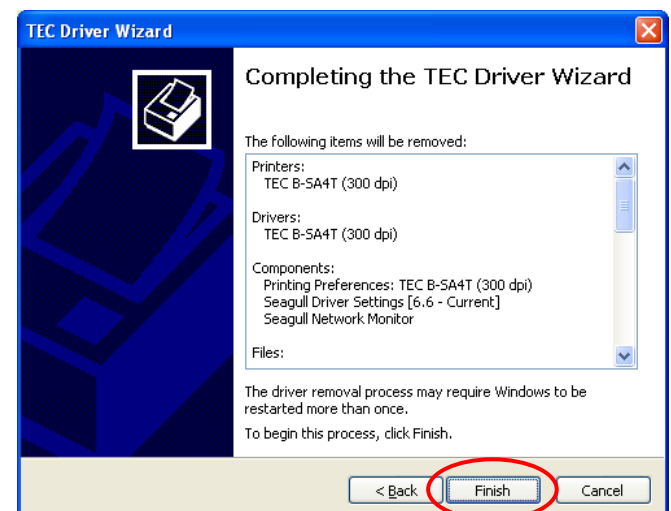 TEC Driver Wizard
Completing the TEC Driver Wizard
The following items will be removed:
Printers:
TEC B-SA4T (300 dpi)
Drivers:
TEC B-SA4T (300 dpi)
Components:
Printing Preferences: TEC B-SA4T (300 dpi)
Seagull Driver Settings [6.6 - Current]
Seagull Network Monitor
Files:
The driver removal process may require Windows to be
restarted more than once.
To begin this process, click Finish.
< Back Finish Cancel